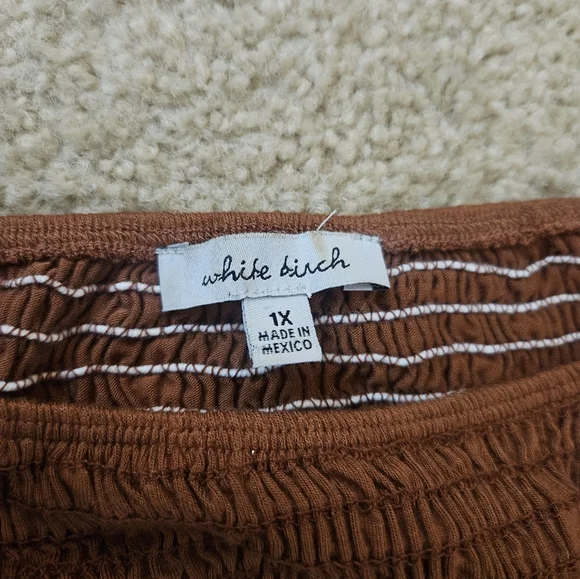 white birch
1X
MADE IN
MEXICO